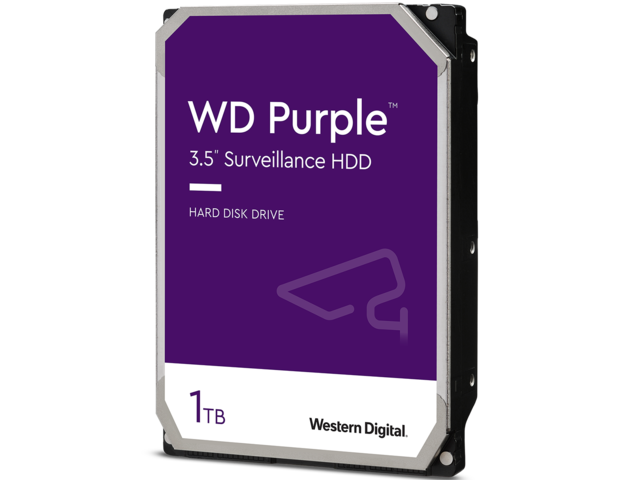 WD Purple™
3.5" Surveillance HDD
HARD DISK DRIVE
1TB
Western Digital.